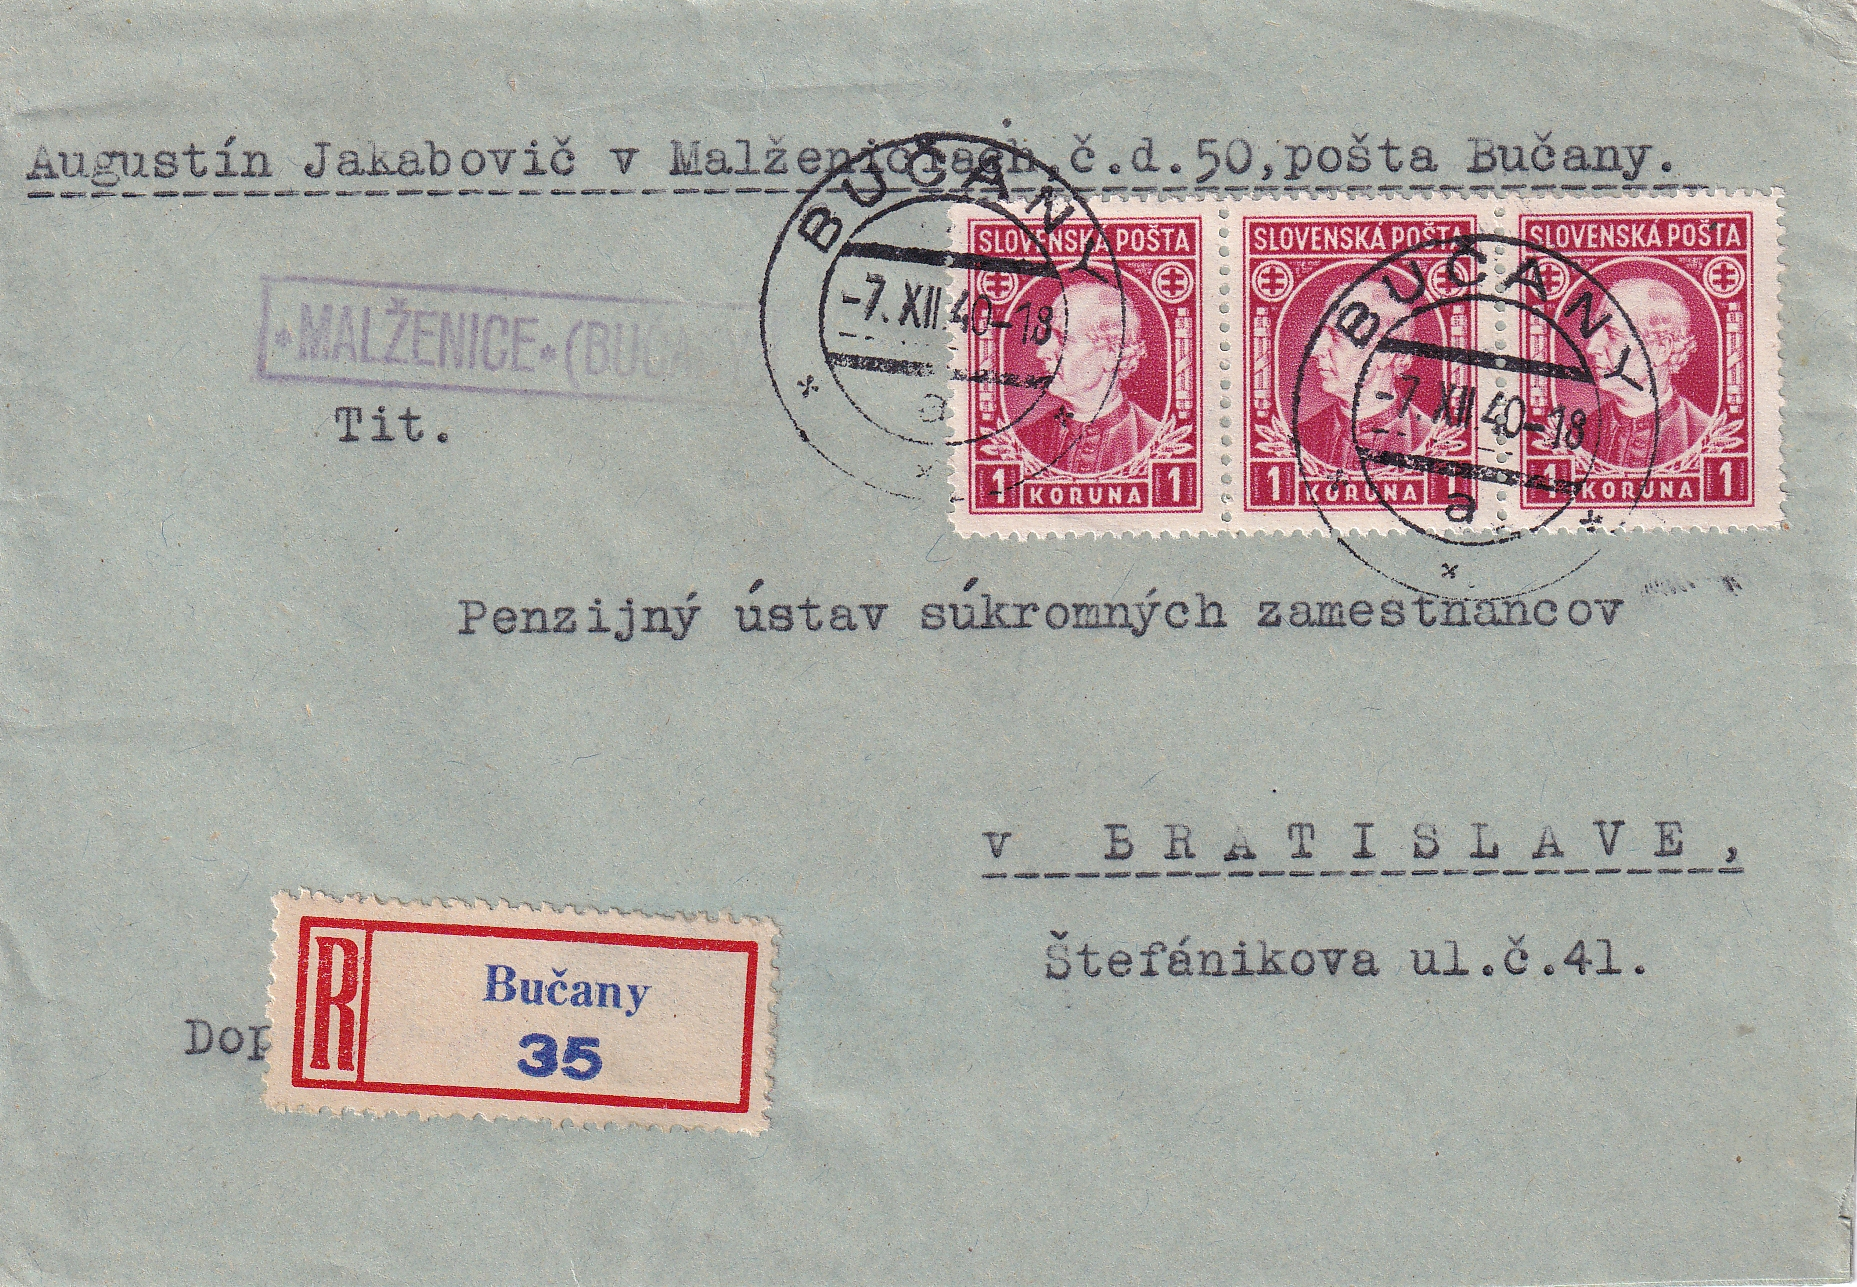 Augustín Jakabovič v Malženiciach,č.d.50,pošta Bučany.
BUČANY
-7.XII 40-18
a
SLOVENSKÁ POŠTA
1 KORUNA 1
SLOVENSKÁ POŠTA
1 KORUNA 1
SLOVENSKÁ POŠTA
1 KORUNA 1
BUČANY
-7.XII 40-18
a
*MALŽENICE*
Tit.
Penzijný ústav súkromných zamestnancov
v BRATISLAVE,
Štefánikova ul.č.41.
R
Bučany
35